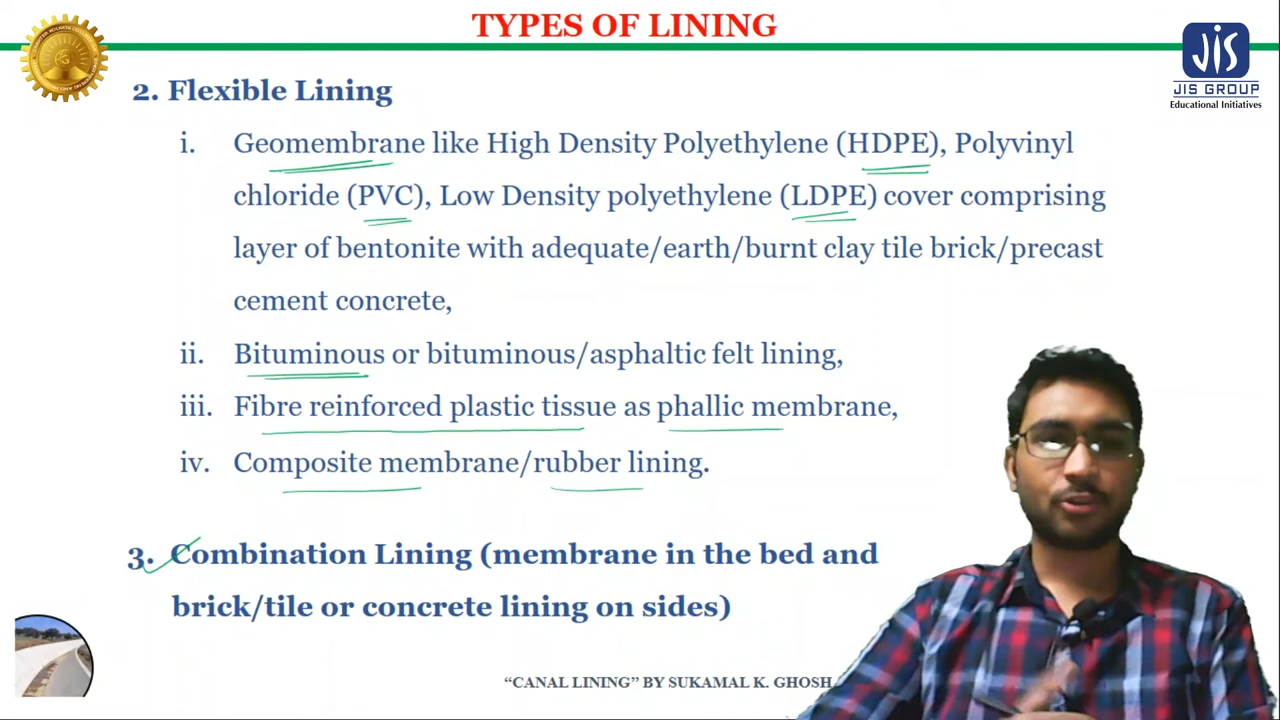 TYPES OF LINING
JIS
JIS GROUP
Educational Initiatives
2. Flexible Lining
i. Geomembrane like High Density Polyethylene (HDPE), Polyvinyl
chloride (PVC), Low Density polyethylene (LDPE) cover comprising
layer of bentonite with adequate/earth/burnt clay tile brick/precast
cement concrete,
ii. Bituminous or bituminous/asphaltic felt lining,
iii. Fibre reinforced plastic tissue as phallic membrane,
iv. Composite membrane/rubber lining.
3. Combination Lining (membrane in the bed and
brick/tile or concrete lining on sides)
“CANAL LINING” BY SUKAMAL K. GHOSH